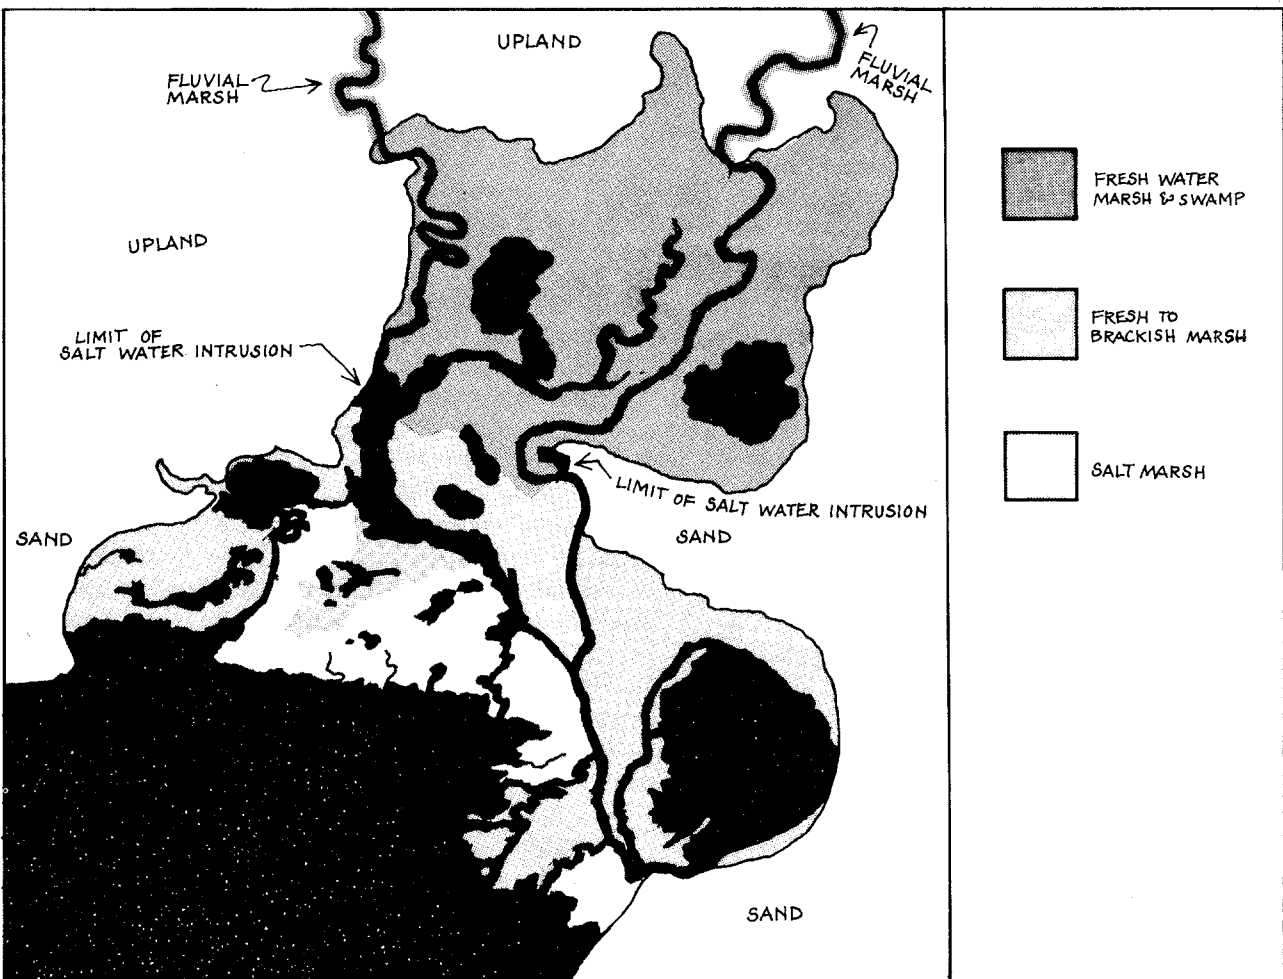 UPLAND
FLUVIAL
MARSH
FLUVIAL
MARSH
UPLAND
LIMIT OF
SALT WATER INTRUSION
LIMIT OF SALT WATER INTRUSION
SAND
SAND
SAND
FRESH WATER
MARSH & SWAMP
FRESH TO
BRACKISH MARSH
SALT MARSH